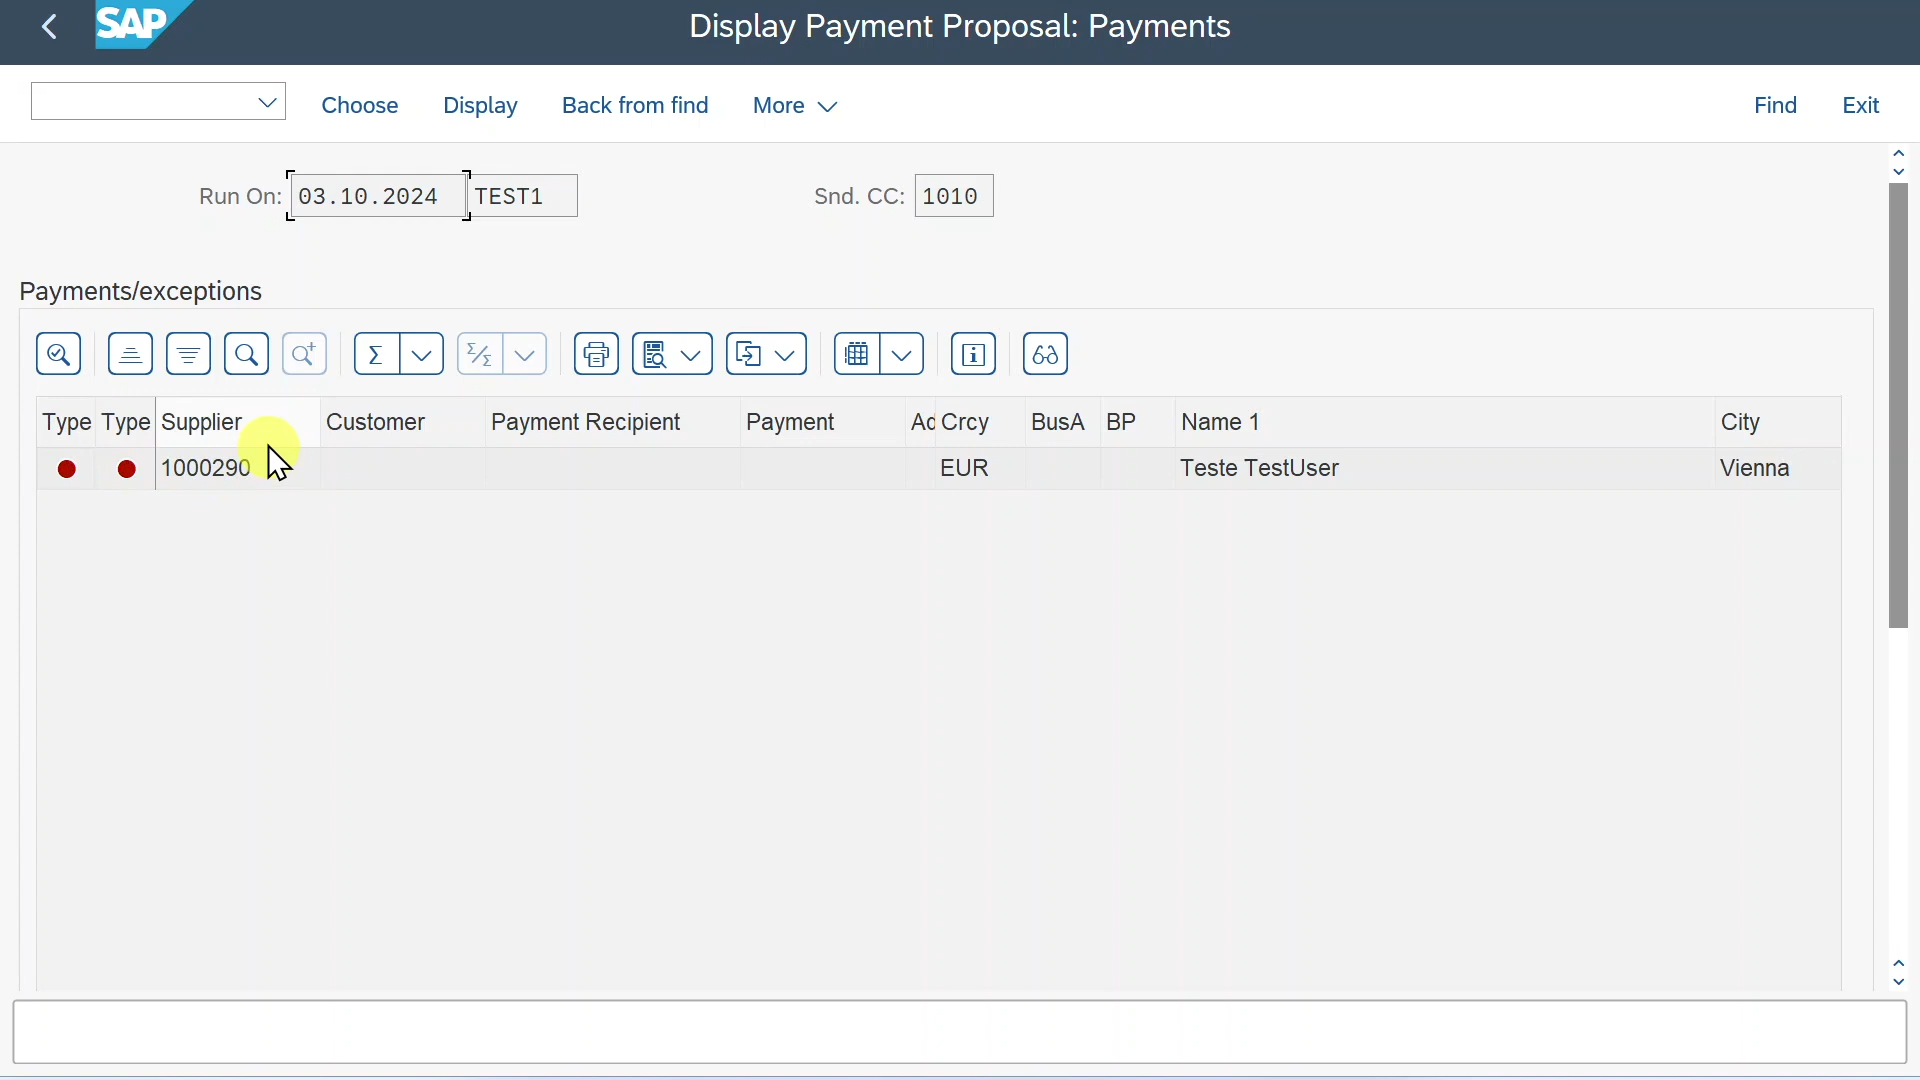 SAP Display Payment Proposal: Payments
Choose Display Back from find More Find Exit
Run On: 03.10.2024 TEST1 Snd. CC: 1010
Payments/exceptions
Type Type Supplier Customer Payment Recipient Payment Ad Crcy BusA BP Name 1 City
1000290 EUR Teste TestUser Vienna